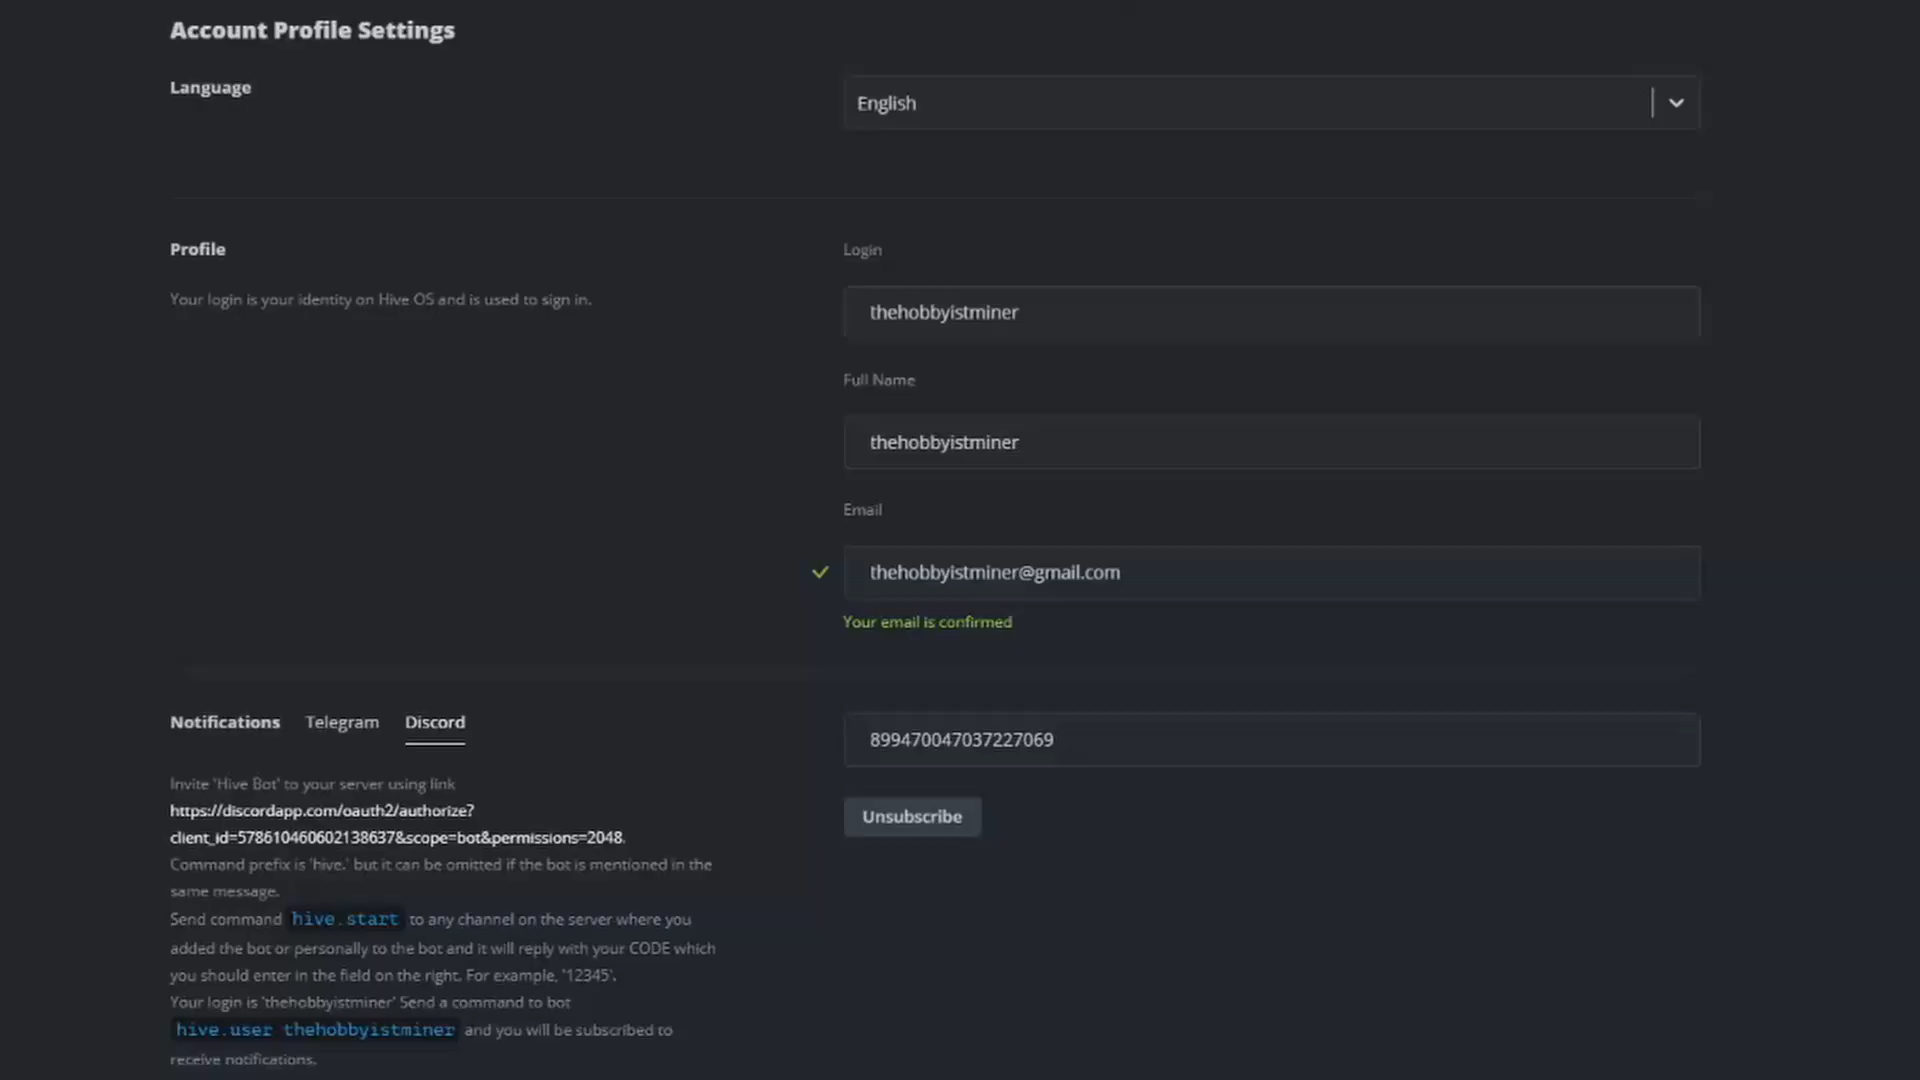 Account Profile Settings
Language
English
Profile
Your login is your identity on Hive OS and is used to sign in.
Login
thehobbyistminer
Full Name
thehobbyistminer
Email
thehobbyistminer@gmail.com
Your email is confirmed
Notifications Telegram Discord
Invite 'Hive Bot' to your server using link
https://discordapp.com/oauth2/authorize?
client_id=578610460602138637&scope=bot&permissions=2048.
Command prefix is 'hive.' but it can be omitted if the bot is mentioned in the
same message.
Send command hive.start to any channel on the server where you
added the bot or personally to the bot and it will reply with your CODE which
you should enter in the field on the right. For example, '12345'.
Your login is 'thehobbyistminer' Send a command to bot
hive.user thehobbyistminer and you will be subscribed to
receive notifications.
899470047037227069
Unsubscribe